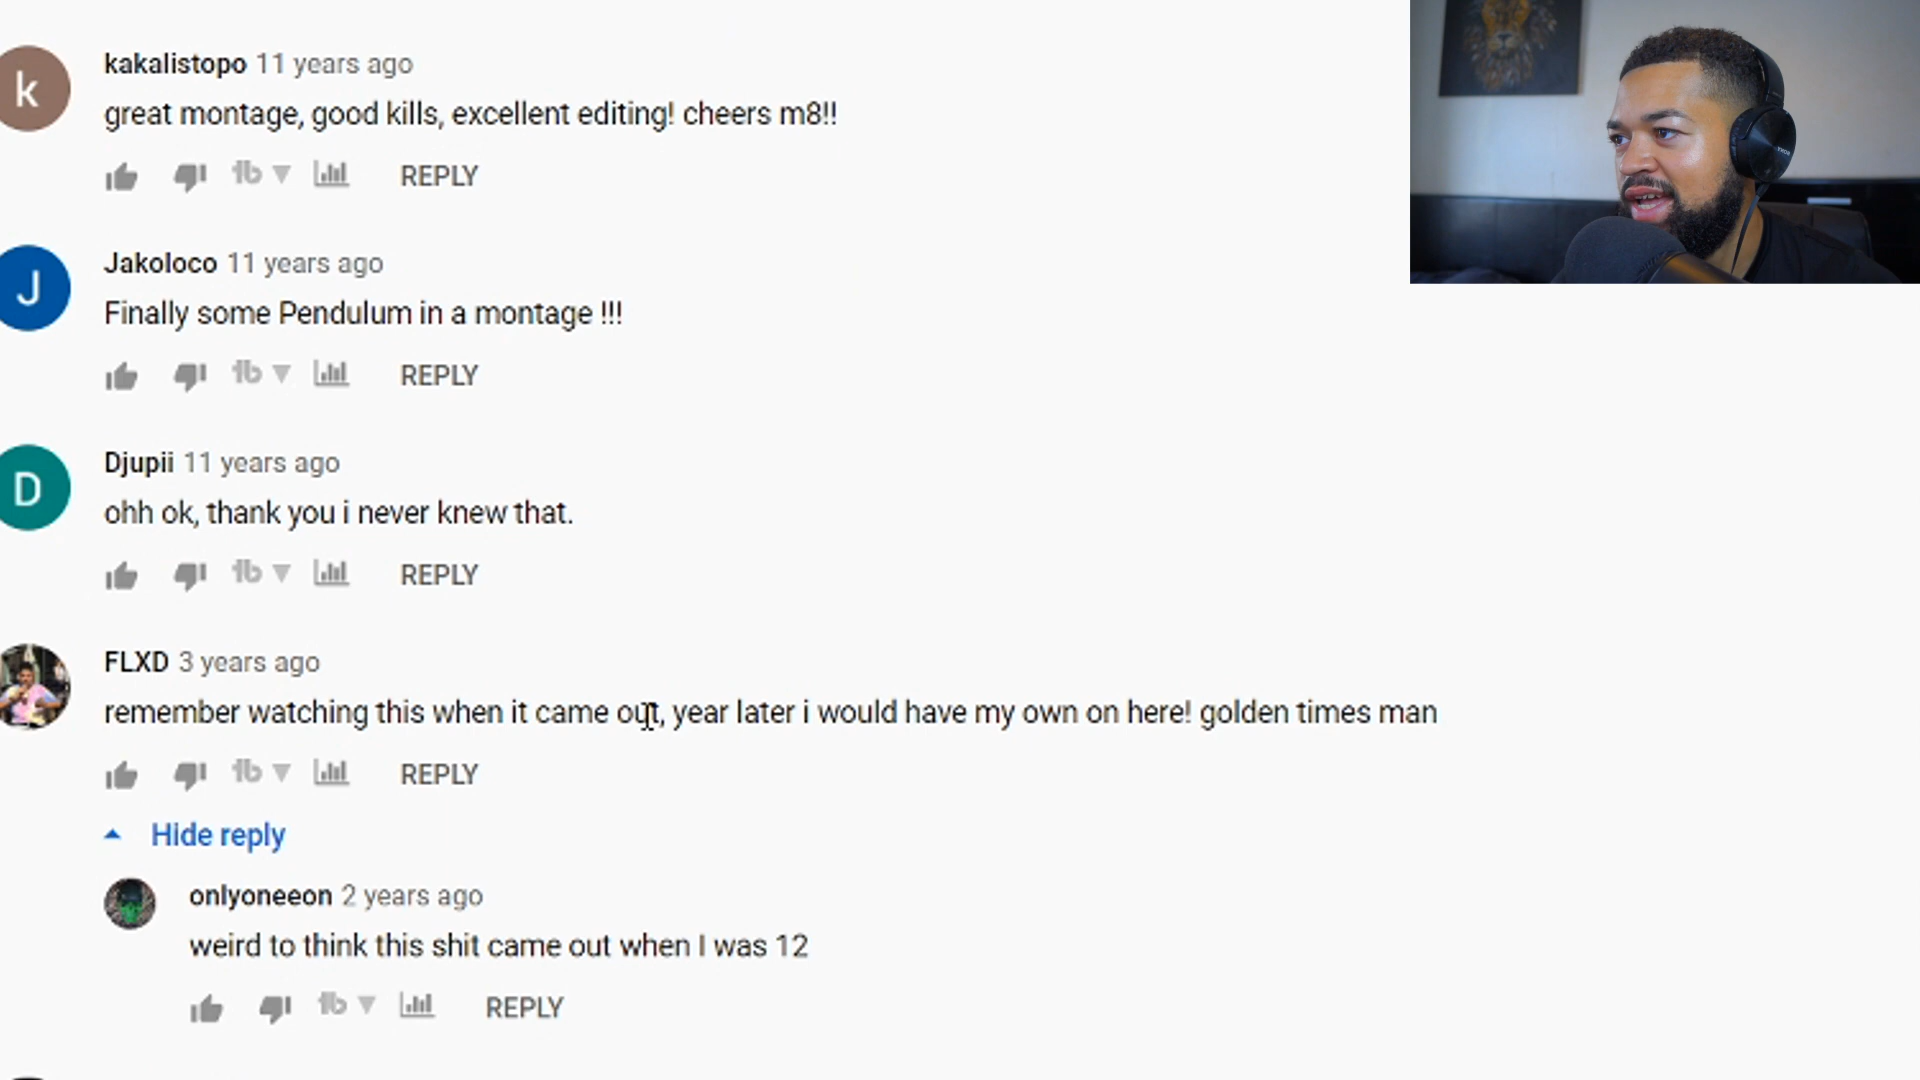 k
kakalistopo 11 years ago
great montage, good kills, excellent editing! cheers m8!!
REPLY
J
Jakoloco 11 years ago
Finally some Pendulum in a montage !!!
REPLY
D
Djupii 11 years ago
ohh ok, thank you i never knew that.
REPLY
FLXD 3 years ago
remember watching this when it came out, year later i would have my own on here! golden times man
REPLY
Hide reply
onlyoneeon 2 years ago
weird to think this shit came out when I was 12
REPLY